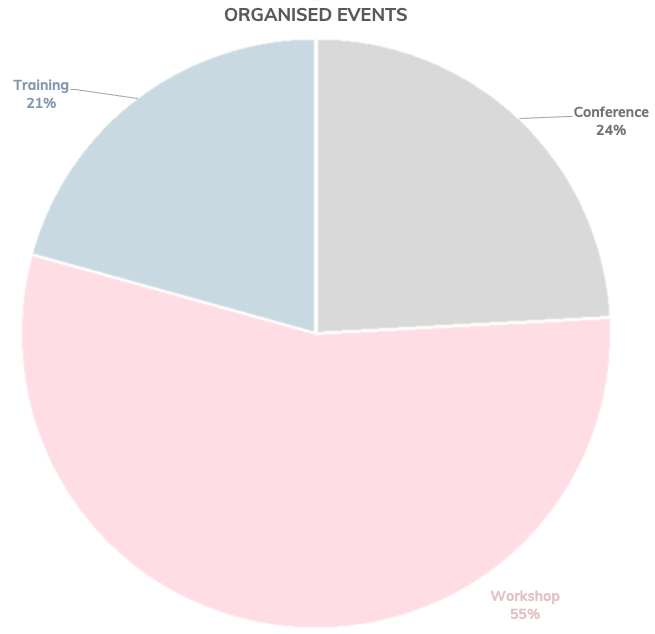 ORGANISED EVENTS
Training
21%
Conference
24%
Workshop
55%